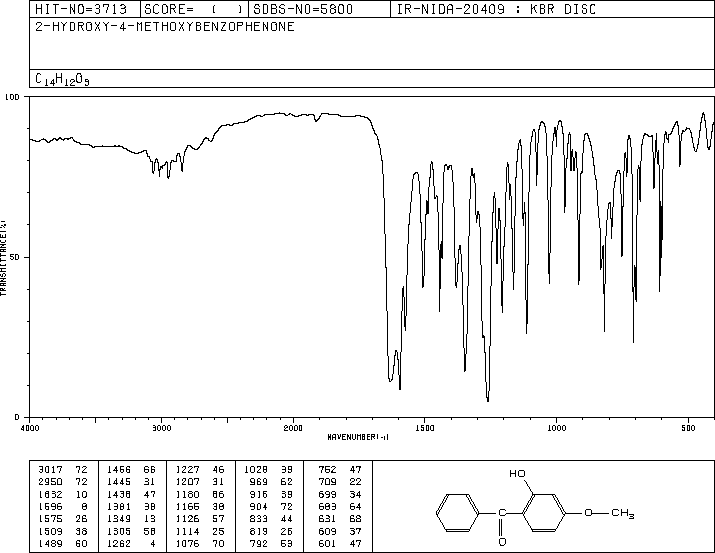 HIT-NO=3713 SCORE= ( ) SDBS-NO=5800 IR-NIDA-20409 : KBR DISC
2-HYDROXY-4-METHOXYBENZOPHENONE
C14H12O3
100
50
0
TRANSMITTANCE(%)
4000 3000 2000 1500 1000 500
WAVENUMBER(-1)
3017 72 1466 66 1227 46 1028 39 752 47
2950 72 1445 31 1207 31 969 62 709 22
1632 10 1438 47 1180 66 916 39 699 34
1596 8 1381 38 1165 38 904 72 689 64
1575 26 1349 13 1126 57 833 44 631 68
1509 38 1305 58 1114 25 819 26 609 37
1489 60 1262 4 1076 70 792 53 601 47
HO
O
CH3
O